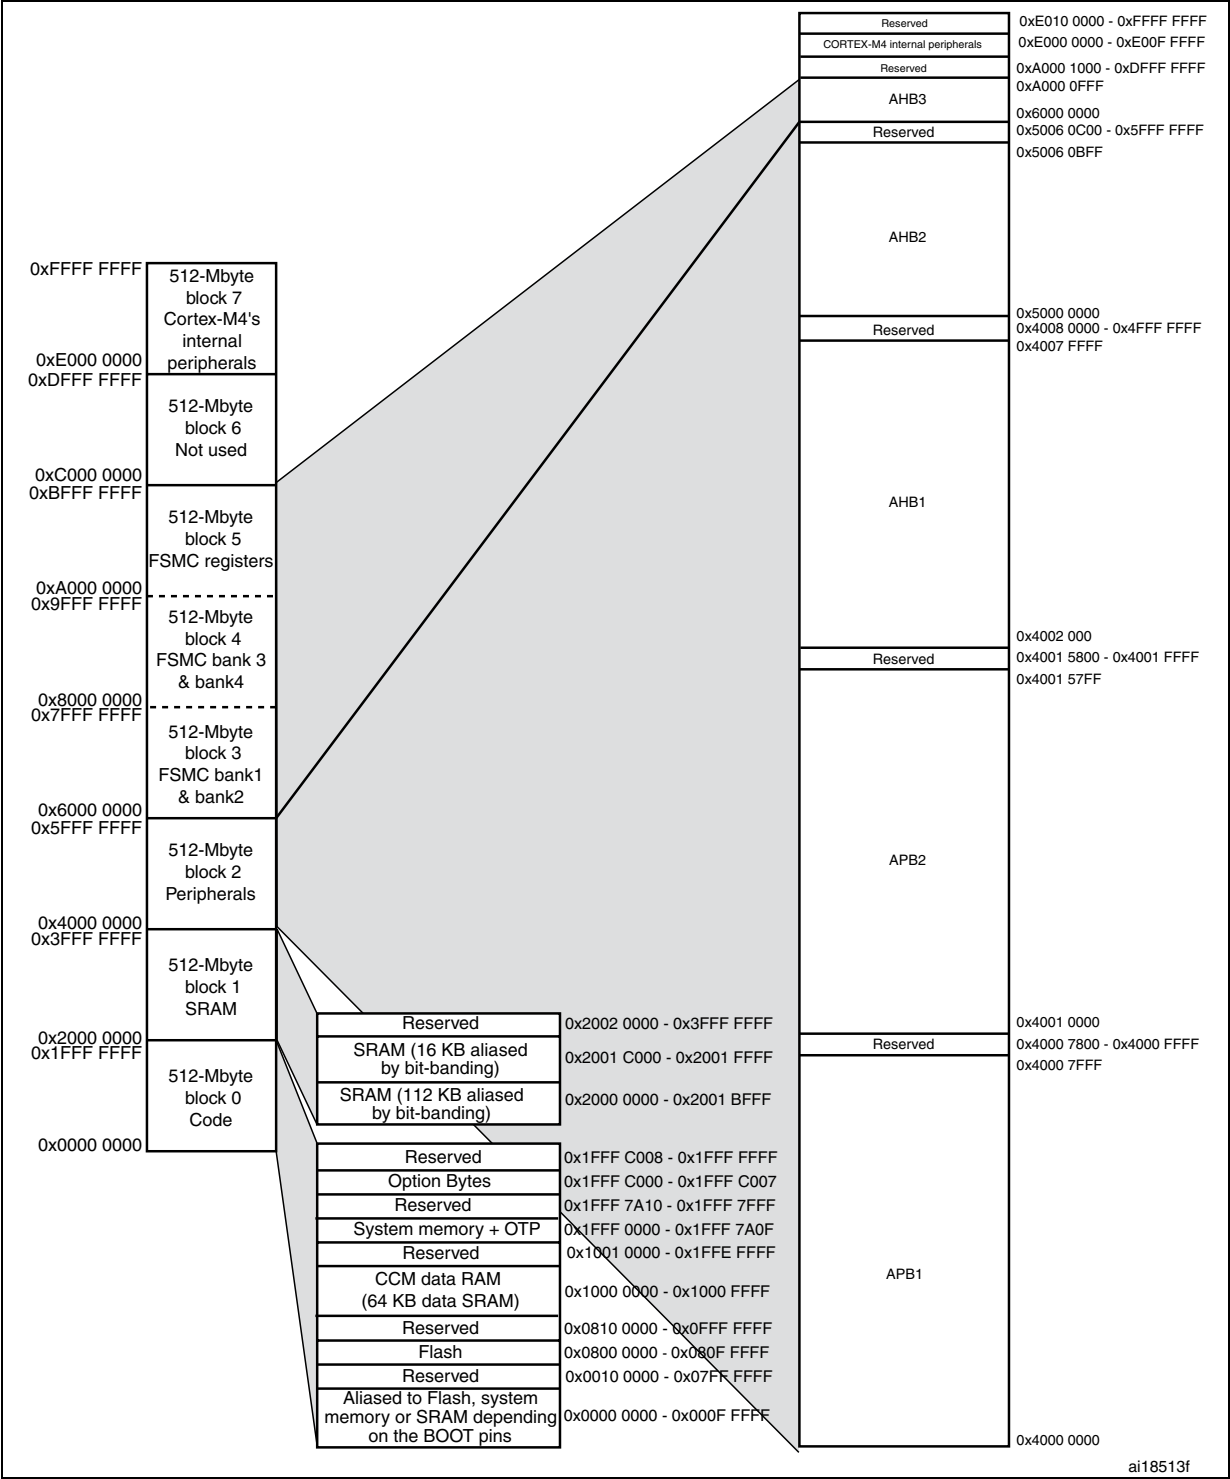 0xFFFF FFFF
512-Mbyte
block 7
Cortex-M4's
internal
peripherals
0xE000 0000
0xDFFF FFFF
512-Mbyte
block 6
Not used
0xC000 0000
0xBFFF FFFF
512-Mbyte
block 5
FSMC registers
0xA000 0000
0x9FFF FFFF
512-Mbyte
block 4
FSMC bank 3
& bank4
0x8000 0000
0x7FFF FFFF
512-Mbyte
block 3
FSMC bank1
& bank2
0x6000 0000
0x5FFF FFFF
512-Mbyte
block 2
Peripherals
0x4000 0000
0x3FFF FFFF
512-Mbyte
block 1
SRAM
0x2000 0000
0x1FFF FFFF
512-Mbyte
block 0
Code
0x0000 0000
Reserved 0x2002 0000 - 0x3FFF FFFF
SRAM (16 KB aliased
by bit-banding)
0x2001 C000 - 0x2001 FFFF
SRAM (112 KB aliased
by bit-banding)
0x2000 0000 - 0x2001 BFFF
Reserved 0x1FFF C008 - 0x1FFF FFFF
Option Bytes 0x1FFF C000 - 0x1FFF C007
Reserved 0x1FFF 7A10 - 0x1FFF 7FFF
System memory + OTP 0x1FFF 0000 - 0x1FFF 7A0F
Reserved 0x1001 0000 - 0x1FFE FFFF
CCM data RAM
(64 KB data SRAM)
0x1000 0000 - 0x1000 FFFF
Reserved 0x0810 0000 - 0x0FFF FFFF
Flash 0x0800 0000 - 0x080F FFFF
Reserved 0x0010 0000 - 0x07FF FFFF
Aliased to Flash, system
memory or SRAM depending
on the BOOT pins
0x0000 0000 - 0x000F FFFF
Reserved 0xE010 0000 - 0xFFFF FFFF
CORTEX-M4 internal peripherals 0xE000 0000 - 0xE00F FFFF
Reserved 0xA000 1000 - 0xDFFF FFFF
0xA000 0FFF
AHB3
0x6000 0000
Reserved 0x5006 0C00 - 0x5FFF FFFF
0x5006 0BFF
AHB2
0x5000 0000
Reserved 0x4008 0000 - 0x4FFF FFFF
0x4007 FFFF
AHB1
0x4002 000
Reserved 0x4001 5800 - 0x4001 FFFF
0x4001 57FF
APB2
0x4001 0000
Reserved 0x4000 7800 - 0x4000 FFFF
0x4000 7FFF
APB1
0x4000 0000
ai18513f